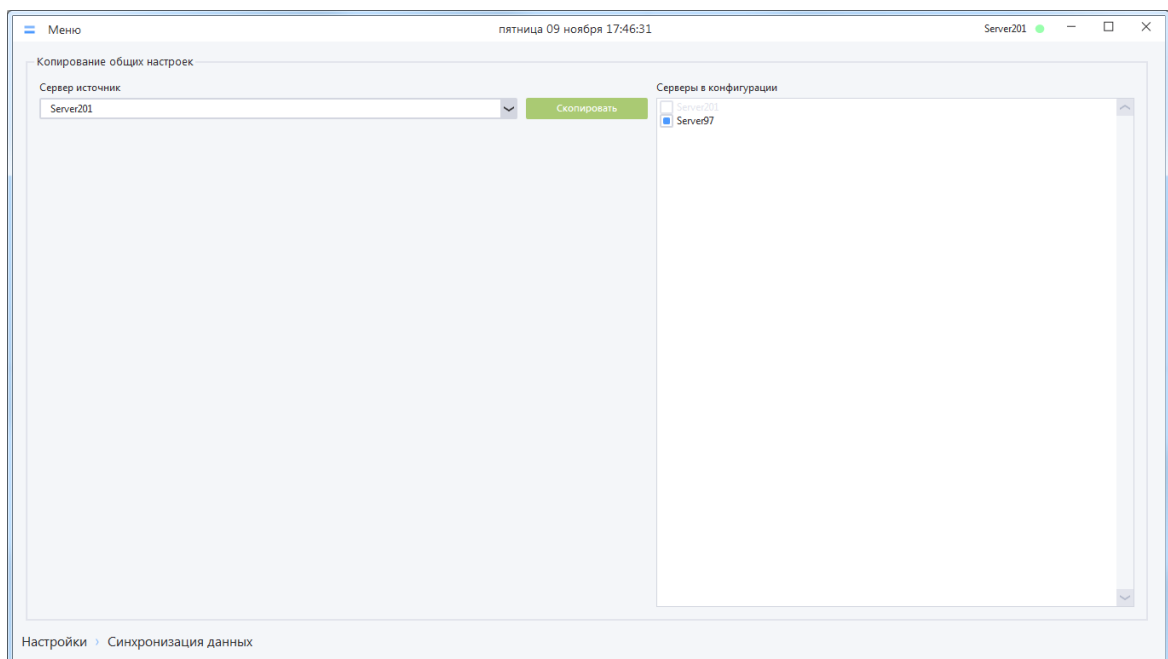 Меню
пятница 09 ноября 17:46:31
Server201
Копирование общих настроек
Сервер источник
Server201
Скопировать
Серверы в конфигурации
Server201
Server97
Настройки › Синхронизация данных